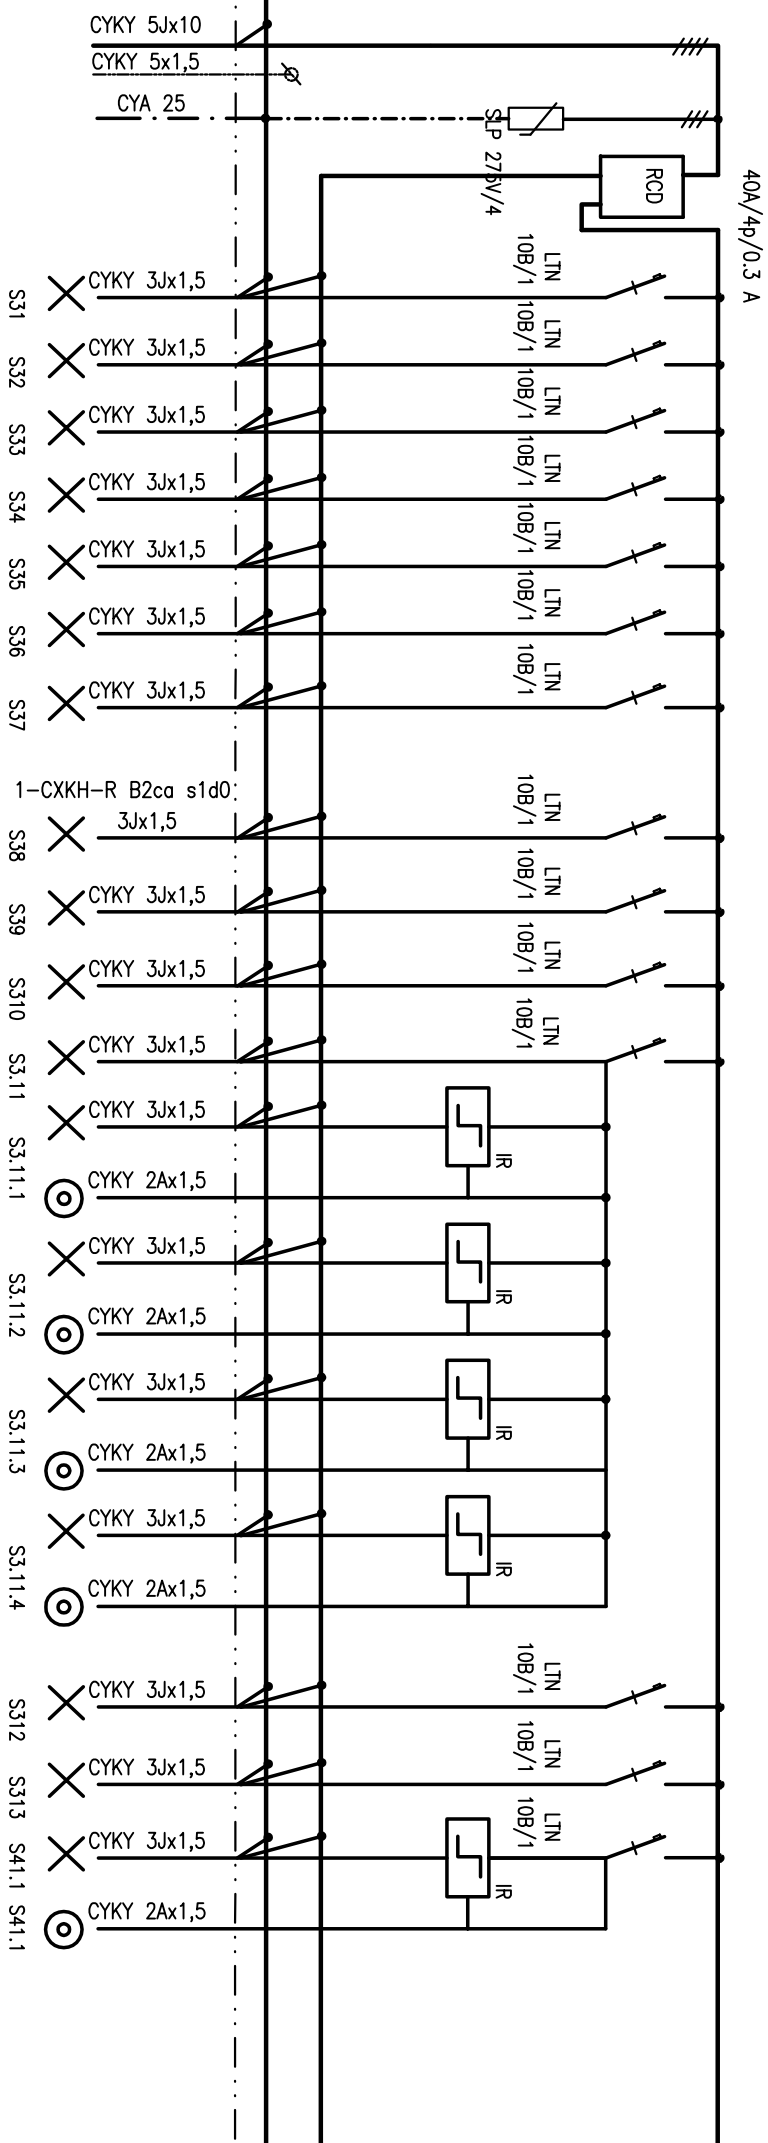 CYKY 5Jx10
CYKY 5x1,5
CYA 25
SLP 275V/4
RCD
40A/4p/0.3 A
S31
CYKY 3Jx1,5
10B/1
LTN
S32
CYKY 3Jx1,5
10B/1
LTN
S33
CYKY 3Jx1,5
10B/1
LTN
S34
CYKY 3Jx1,5
10B/1
LTN
S35
CYKY 3Jx1,5
10B/1
LTN
S36
CYKY 3Jx1,5
10B/1
LTN
S37
CYKY 3Jx1,5
10B/1
LTN
1-CXKH-R B2ca s1d0
3Jx1,5
S38
10B/1
LTN
S39
CYKY 3Jx1,5
10B/1
LTN
S310
CYKY 3Jx1,5
10B/1
LTN
S3.11
CYKY 3Jx1,5
10B/1
LTN
S3.11.1
CYKY 3Jx1,5
IR
CYKY 2Ax1,5
S3.11.2
CYKY 3Jx1,5
IR
CYKY 2Ax1,5
S3.11.3
CYKY 3Jx1,5
IR
CYKY 2Ax1,5
S3.11.4
CYKY 3Jx1,5
IR
CYKY 2Ax1,5
S312
CYKY 3Jx1,5
10B/1
LTN
S313
CYKY 3Jx1,5
10B/1
LTN
S41.1
CYKY 3Jx1,5
10B/1
LTN
IR
S41.1
CYKY 2Ax1,5